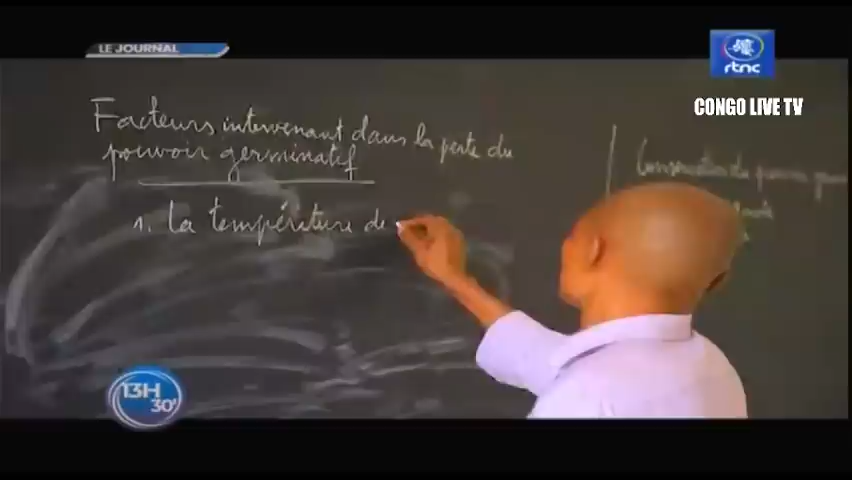 LE JOURNAL
rtnc
CONGO LIVE TV
Facteurs intervenant dans la perte du
pouvoir germinatif
1. La température de
Conservation du pouvoir
13H
30'